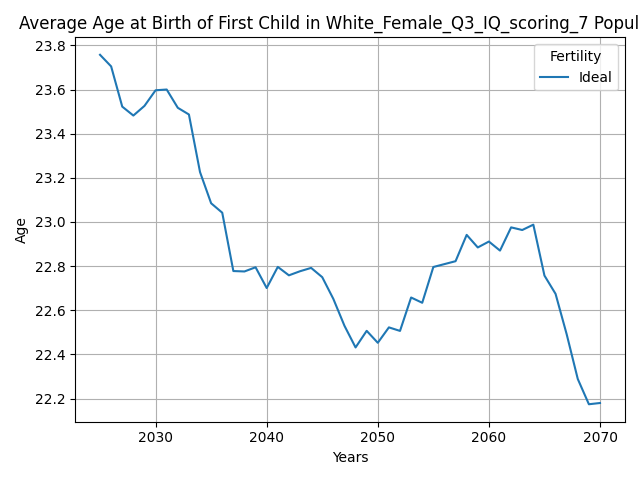 Average Age at Birth of First Child in White_Female_Q3_IQ_scoring_7 Popul
Fertility
Ideal
Age
23.8
23.6
23.4
23.2
23.0
22.8
22.6
22.4
22.2
2030 2040 2050 2060 2070
Years